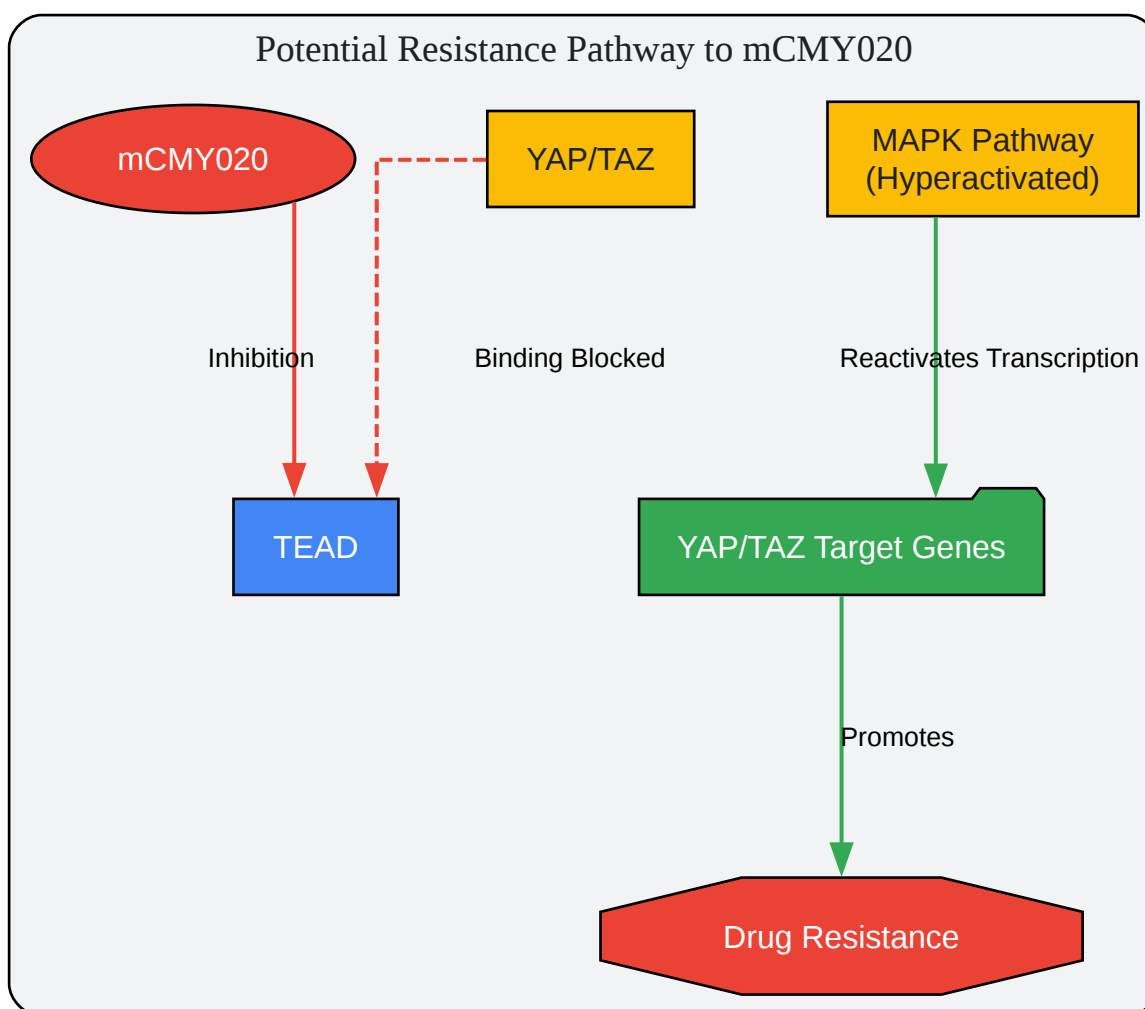 Potential Resistance Pathway to mCMY020
mCMY020
YAP/TAZ
MAPK Pathway
(Hyperactivated)
Inhibition
Binding Blocked
Reactivates Transcription
TEAD
YAP/TAZ Target Genes
Promotes
Drug Resistance